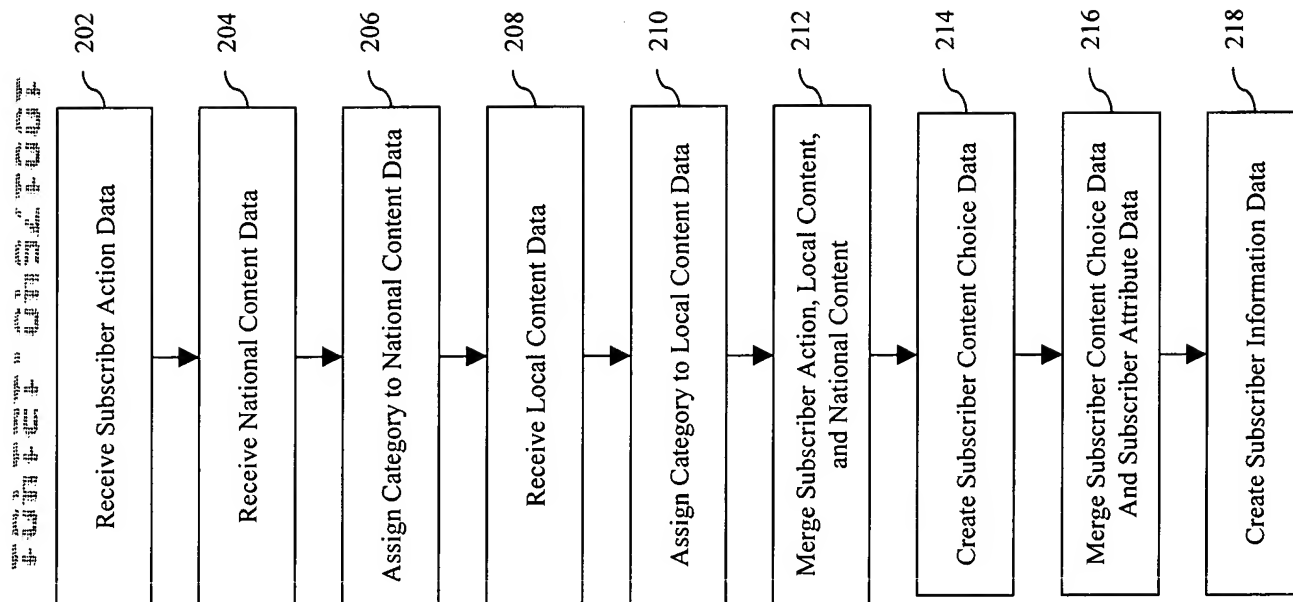 202
Receive Subscriber Action Data
204
Receive National Content Data
206
Assign Category to National Content Data
208
Receive Local Content Data
210
Assign Category to Local Content Data
212
Merge Subscriber Action, Local Content,
and National Content
214
Create Subscriber Content Choice Data
216
Merge Subscriber Content Choice Data
And Subscriber Attribute Data
218
Create Subscriber Information Data